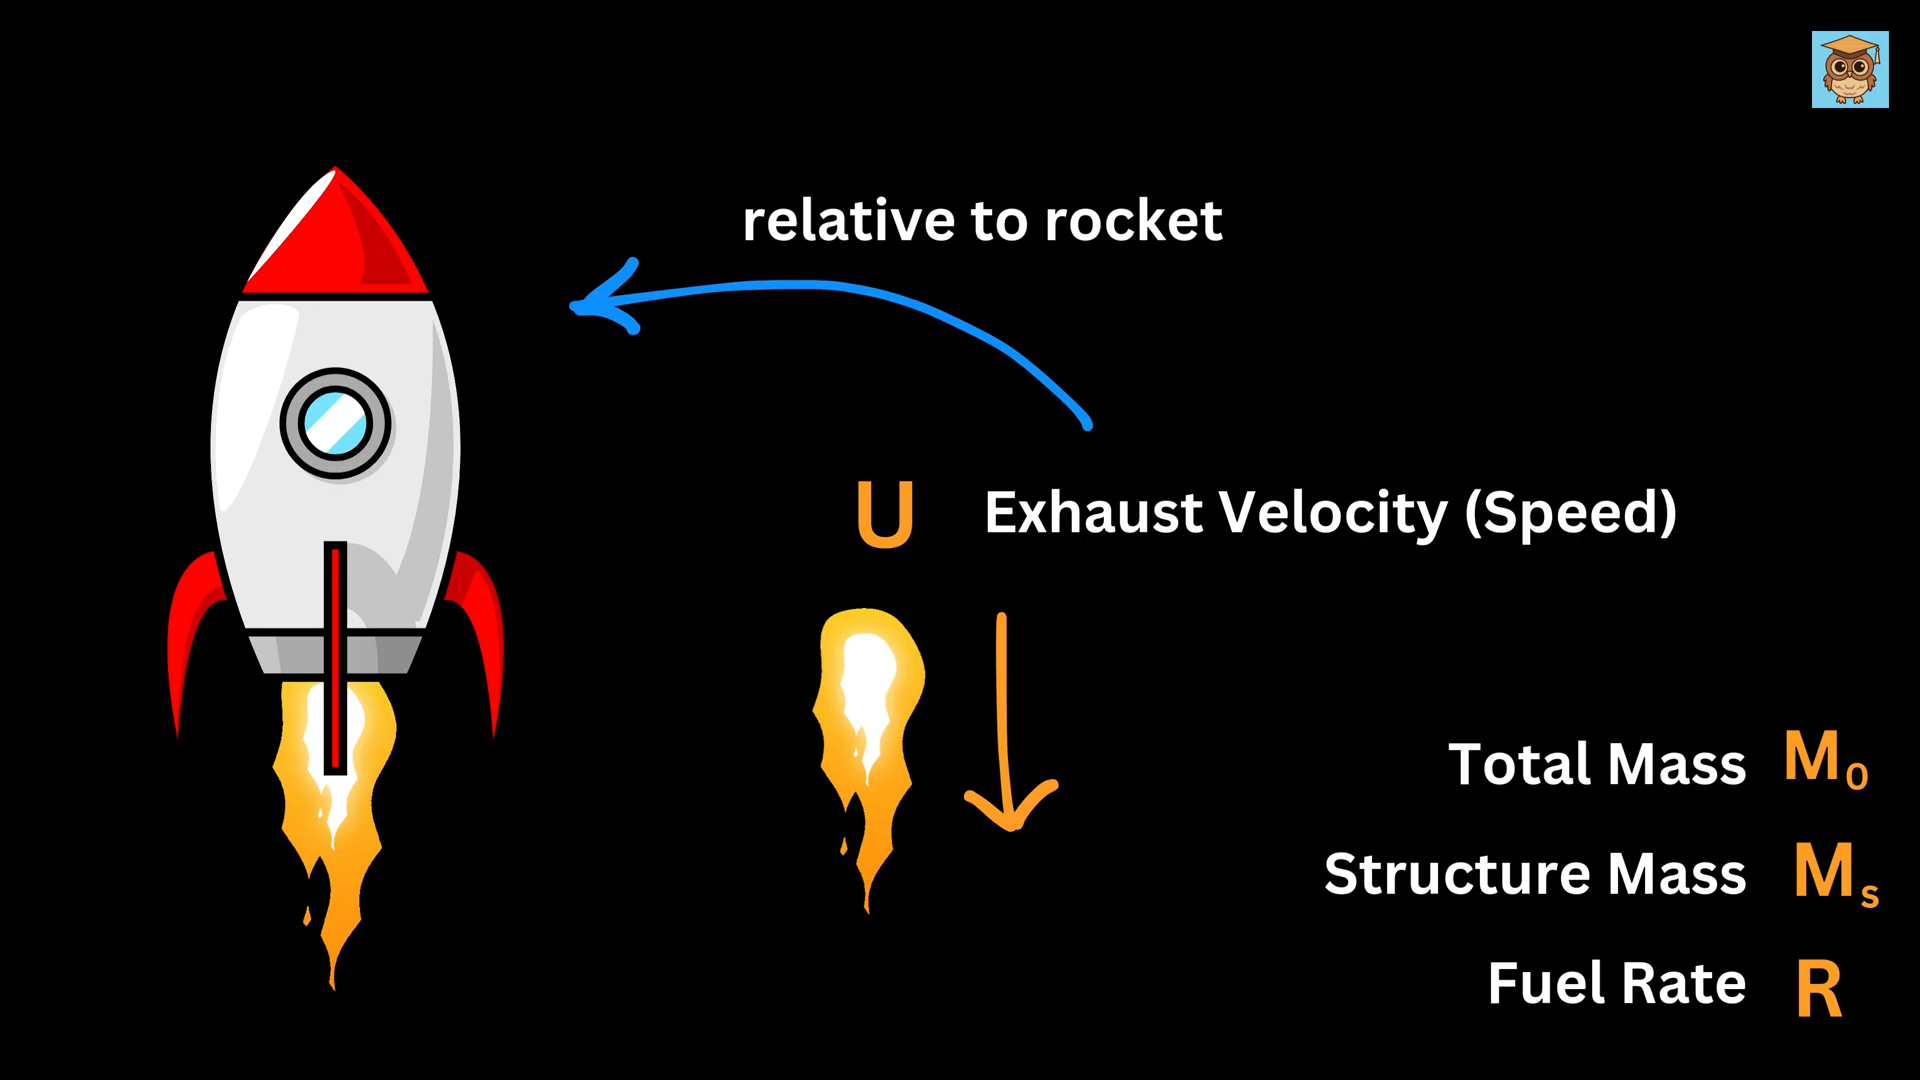 relative to rocket
U Exhaust Velocity (Speed)
Total Mass M₀
Structure Mass Mₛ
Fuel Rate R